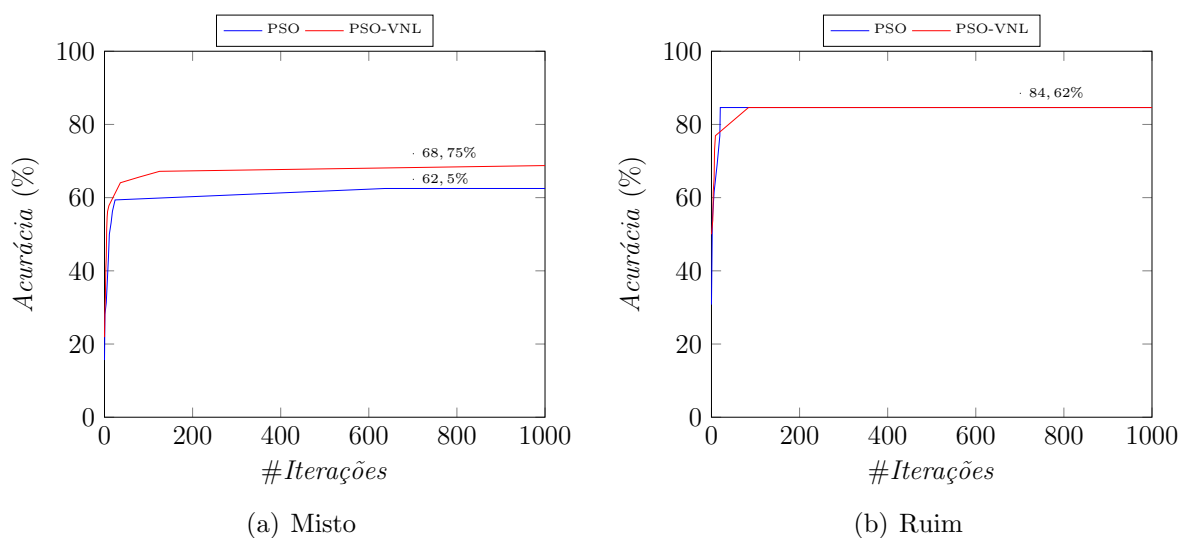 PSO PSO-VNL
100
80
60
40
20
0
Acurácia (%)
68, 75%
62, 5%
0 200 400 600 800 1000
#Iterações
(a) Misto
PSO PSO-VNL
100
80
60
40
20
0
Acurácia (%)
84, 62%
0 200 400 600 800 1000
#Iterações
(b) Ruim